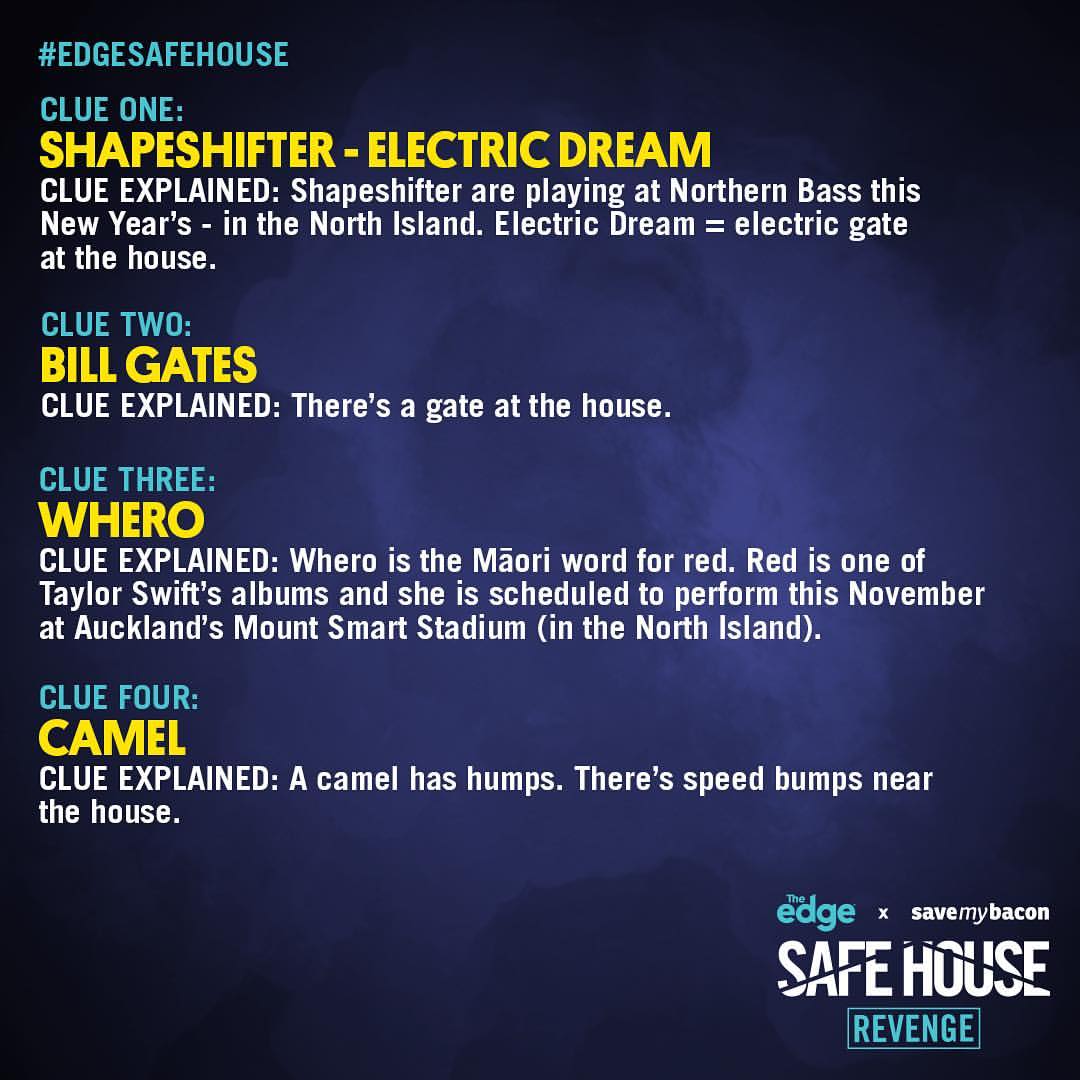 #EDGESAFEHOUSE
CLUE ONE:
SHAPESHIFTER - ELECTRIC DREAM
CLUE EXPLAINED: Shapeshifter are playing at Northern Bass this
New Year's - in the North Island. Electric Dream = electric gate
at the house.
CLUE TWO:
BILL GATES
CLUE EXPLAINED: There's a gate at the house.
CLUE THREE:
WHERO
CLUE EXPLAINED: Whero is the Māori word for red. Red is one of
Taylor Swift's albums and she is scheduled to perform this November
at Auckland's Mount Smart Stadium (in the North Island).
CLUE FOUR:
CAMEL
CLUE EXPLAINED: A camel has humps. There's speed bumps near
the house.
The edge x savemybacon
SAFE HOUSE
REVENGE